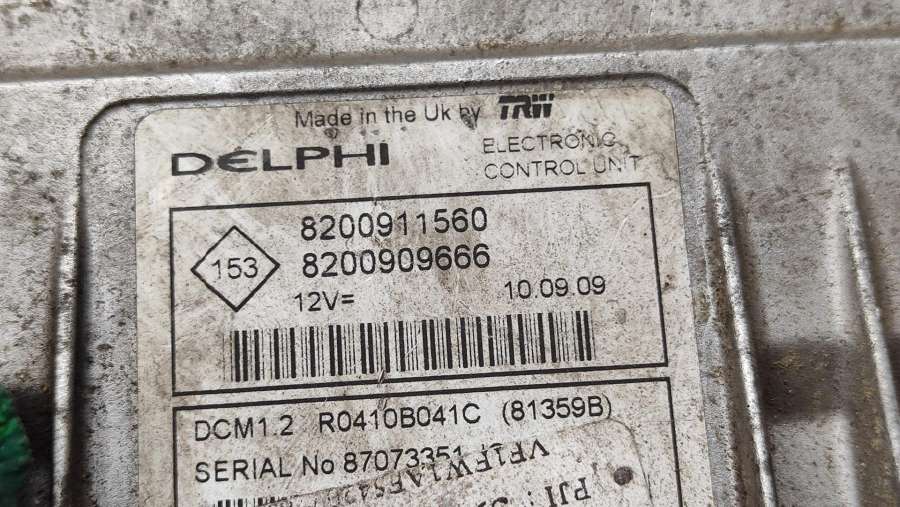 Made in the Uk by TRW
DELPHI
ELECTRONIC
CONTROL UNIT
8200911560
153
8200909666
12V= 10.09.09
DCM1.2 R0410B041C (81359B)
SERIAL No 87073351
PJI :